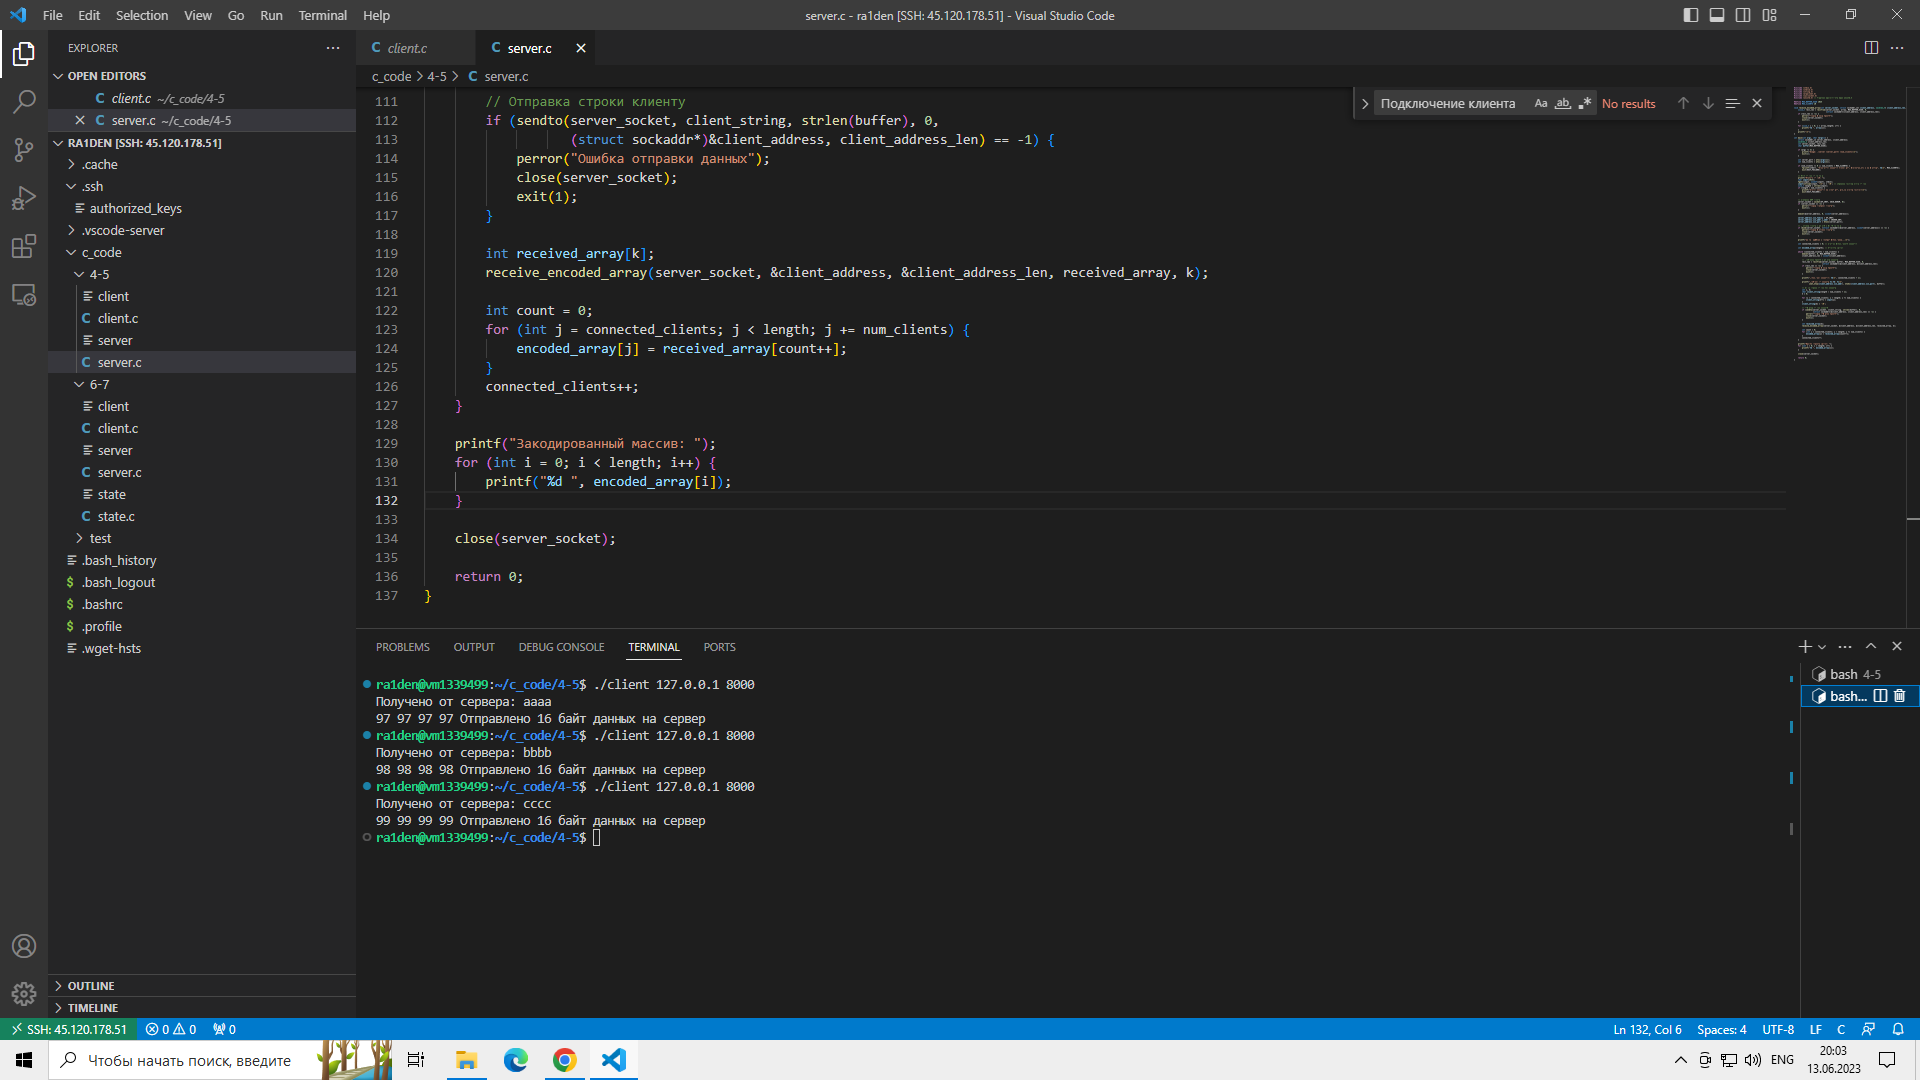 File Edit Selection View Go Run Terminal Help
server.c - ra1den [SSH: 45.120.178.51] - Visual Studio Code
EXPLORER
OPEN EDITORS
client.c ~/c_code/4-5
server.c ~/c_code/4-5
RA1DEN [SSH: 45.120.178.51]
.cache
.ssh
authorized_keys
.vscode-server
c_code
4-5
client
client.c
server
server.c
6-7
client
client.c
server
server.c
state
state.c
test
.bash_history
.bash_logout
.bashrc
.profile
.wget-hsts
OUTLINE
TIMELINE
client.c
server.c
c_code > 4-5 > C server.c
Подключение клиента Aa ab .* No results
111 // Отправка строки клиенту
112 if (sendto(server_socket, client_string, strlen(buffer), 0,
113 (struct sockaddr*)&client_address, client_address_len) == -1) {
114 perror("Ошибка отправки данных");
115 close(server_socket);
116 exit(1);
117 }
118
119 int received_array[k];
120 receive_encoded_array(server_socket, &client_address, &client_address_len, received_array, k);
121
122 int count = 0;
123 for (int j = connected_clients; j < length; j += num_clients) {
124 encoded_array[j] = received_array[count++];
125 }
126 connected_clients++;
127 }
128
129 printf("Закодированный массив: ");
130 for (int i = 0; i < length; i++) {
131 printf("%d ", encoded_array[i]);
132 }
133
134 close(server_socket);
135
136 return 0;
137 }
PROBLEMS OUTPUT DEBUG CONSOLE TERMINAL PORTS
ra1den@vm1339499:~/c_code/4-5$ ./client 127.0.0.1 8000
Получено от сервера: aaaa
97 97 97 97 Отправлено 16 байт данных на сервер
ra1den@vm1339499:~/c_code/4-5$ ./client 127.0.0.1 8000
Получено от сервера: bbbb
98 98 98 98 Отправлено 16 байт данных на сервер
ra1den@vm1339499:~/c_code/4-5$ ./client 127.0.0.1 8000
Получено от сервера: cccc
99 99 99 99 Отправлено 16 байт данных на сервер
ra1den@vm1339499:~/c_code/4-5$
bash 4-5
bash...
SSH: 45.120.178.51 0 0 0
Ln 132, Col 6 Spaces: 4 UTF-8 LF C
Чтобы начать поиск, введите
ENG
20:03
13.06.2023